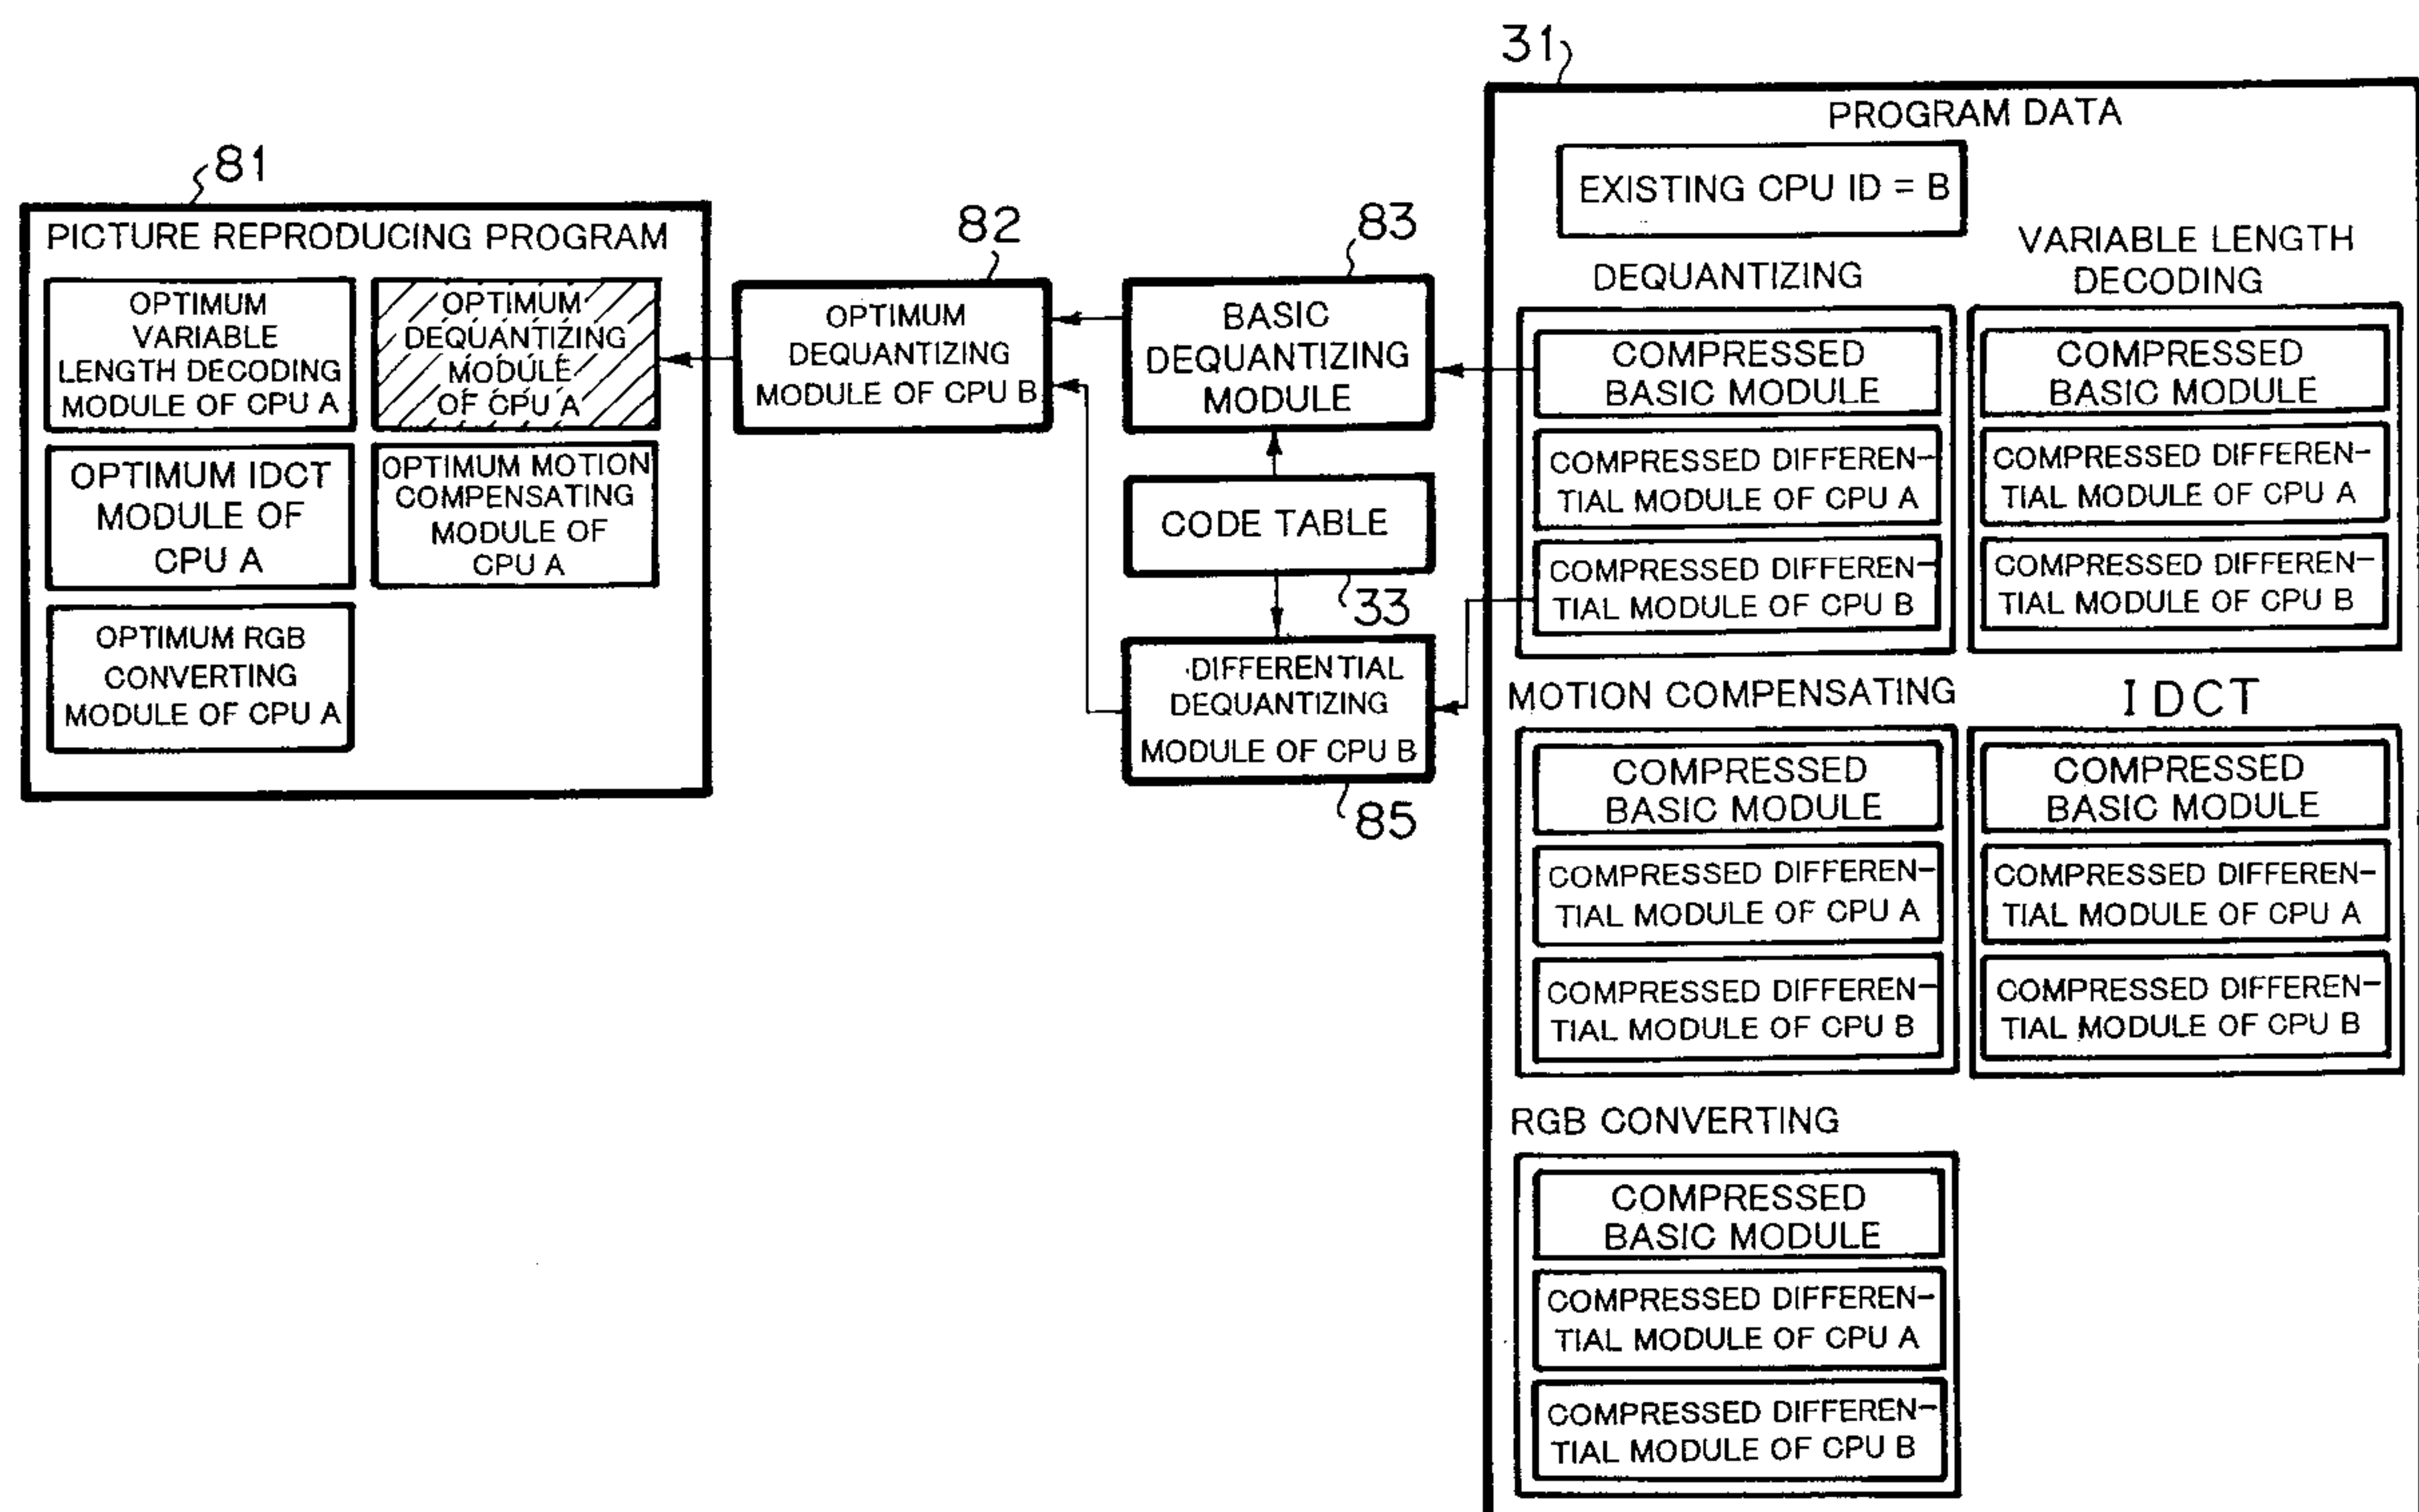 81
PICTURE REPRODUCING PROGRAM
OPTIMUM
VARIABLE
LENGTH DECODING
MODULE OF CPU A
OPTIMUM
DEQUANTIZING
MODULE
OF CPU A
OPTIMUM IDCT
MODULE OF
CPU A
OPTIMUM MOTION
COMPENSATING
MODULE OF
CPU A
OPTIMUM RGB
CONVERTING
MODULE OF CPU A
82
OPTIMUM
DEQUANTIZING
MODULE OF CPU B
83
BASIC
DEQUANTIZING
MODULE
CODE TABLE
33
DIFFERENTIAL
DEQUANTIZING
MODULE OF CPU B
85
31
PROGRAM DATA
EXISTING CPU ID = B
DEQUANTIZING
COMPRESSED
BASIC MODULE
COMPRESSED DIFFEREN-
TIAL MODULE OF CPU A
COMPRESSED DIFFEREN-
TIAL MODULE OF CPU B
VARIABLE LENGTH
DECODING
COMPRESSED
BASIC MODULE
COMPRESSED DIFFEREN-
TIAL MODULE OF CPU A
COMPRESSED DIFFEREN-
TIAL MODULE OF CPU B
MOTION COMPENSATING
COMPRESSED
BASIC MODULE
COMPRESSED DIFFEREN-
TIAL MODULE OF CPU A
COMPRESSED DIFFEREN-
TIAL MODULE OF CPU B
IDCT
COMPRESSED
BASIC MODULE
COMPRESSED DIFFEREN-
TIAL MODULE OF CPU A
COMPRESSED DIFFEREN-
TIAL MODULE OF CPU B
RGB CONVERTING
COMPRESSED
BASIC MODULE
COMPRESSED DIFFEREN-
TIAL MODULE OF CPU A
COMPRESSED DIFFEREN-
TIAL MODULE OF CPU B